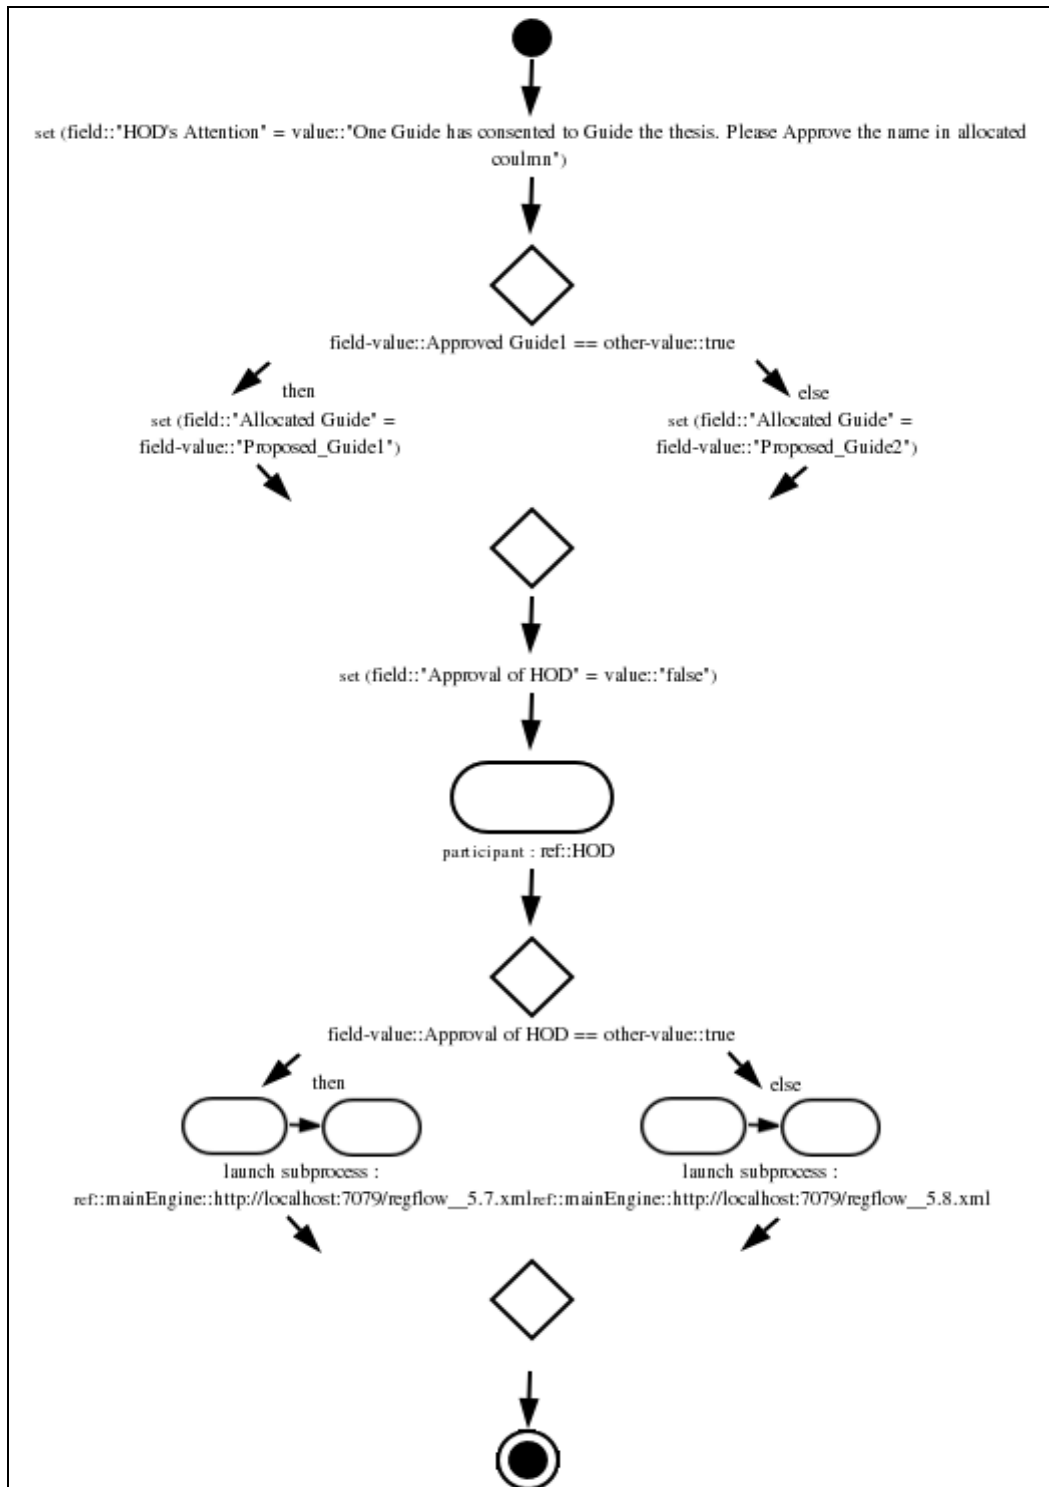 set (field::"HOD's Attention" = value::"One Guide has consented to Guide the thesis. Please Approve the name in allocated
coulmn")
field-value::Approved Guide1 == other-value::true
then
else
set (field::"Allocated Guide" =
field-value::"Proposed_Guide1")
set (field::"Allocated Guide" =
field-value::"Proposed_Guide2")
set (field::"Approval of HOD" = value::"false")
participant : ref::HOD
field-value::Approval of HOD == other-value::true
then
else
launch subprocess :
ref::mainEngine::http://localhost:7079/regflow__5.7.xml
launch subprocess :
ref::mainEngine::http://localhost:7079/regflow__5.8.xml